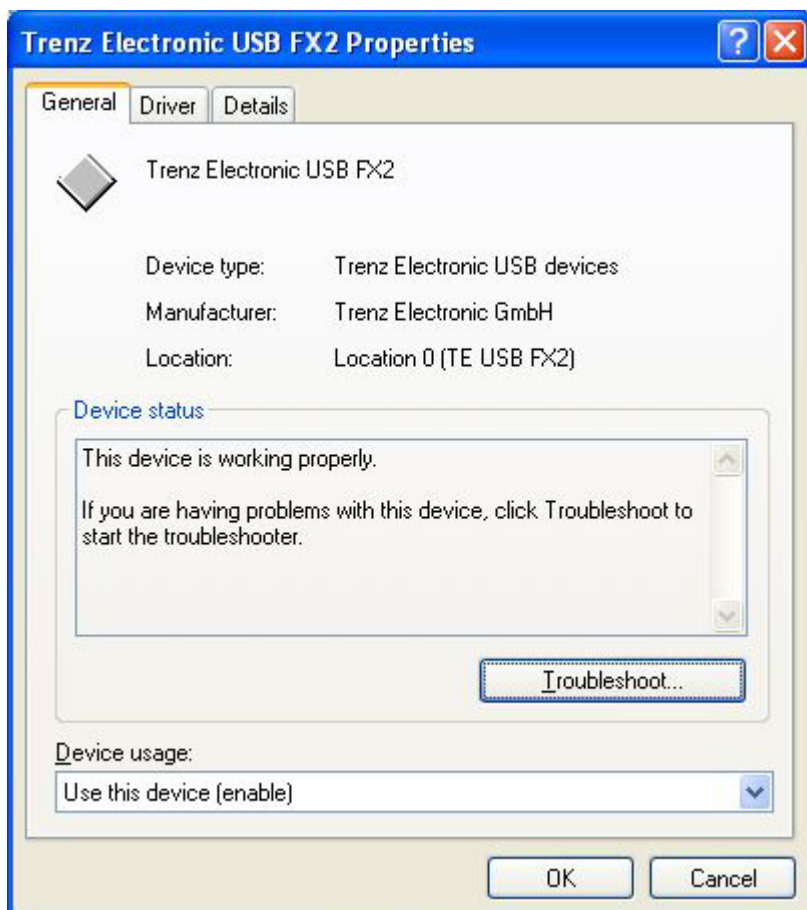 Trenz Electronic USB FX2 Properties
General Driver Details
Trenz Electronic USB FX2
Device type: Trenz Electronic USB devices
Manufacturer: Trenz Electronic GmbH
Location: Location 0 (TE USB FX2)
Device status
This device is working properly.
If you are having problems with this device, click Troubleshoot to
start the troubleshooter.
Troubleshoot...
Device usage:
Use this device (enable)
OK Cancel